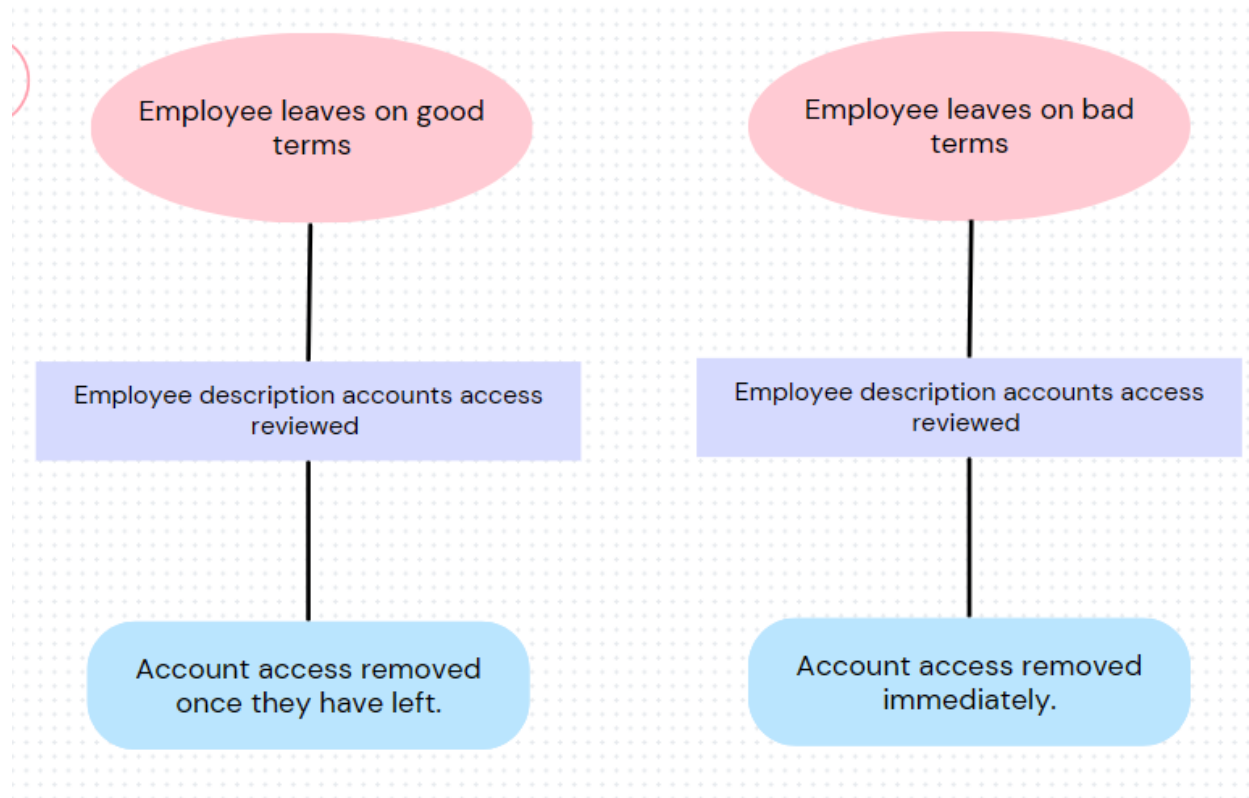 Employee leaves on good
terms
Employee description accounts access
reviewed
Account access removed
once they have left.
Employee leaves on bad
terms
Employee description accounts access
reviewed
Account access removed
immediately.